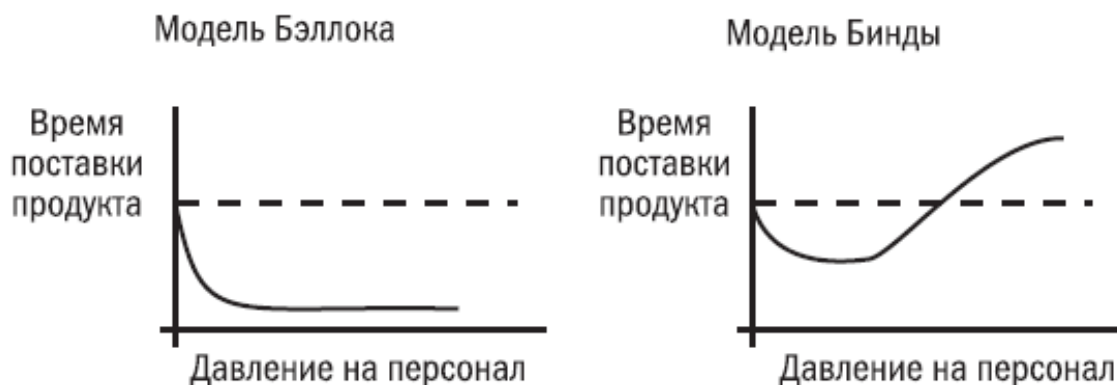 Модель Бэллока
Время
поставки
продукта
Давление на персонал
Модель Бинды
Время
поставки
продукта
Давление на персонал